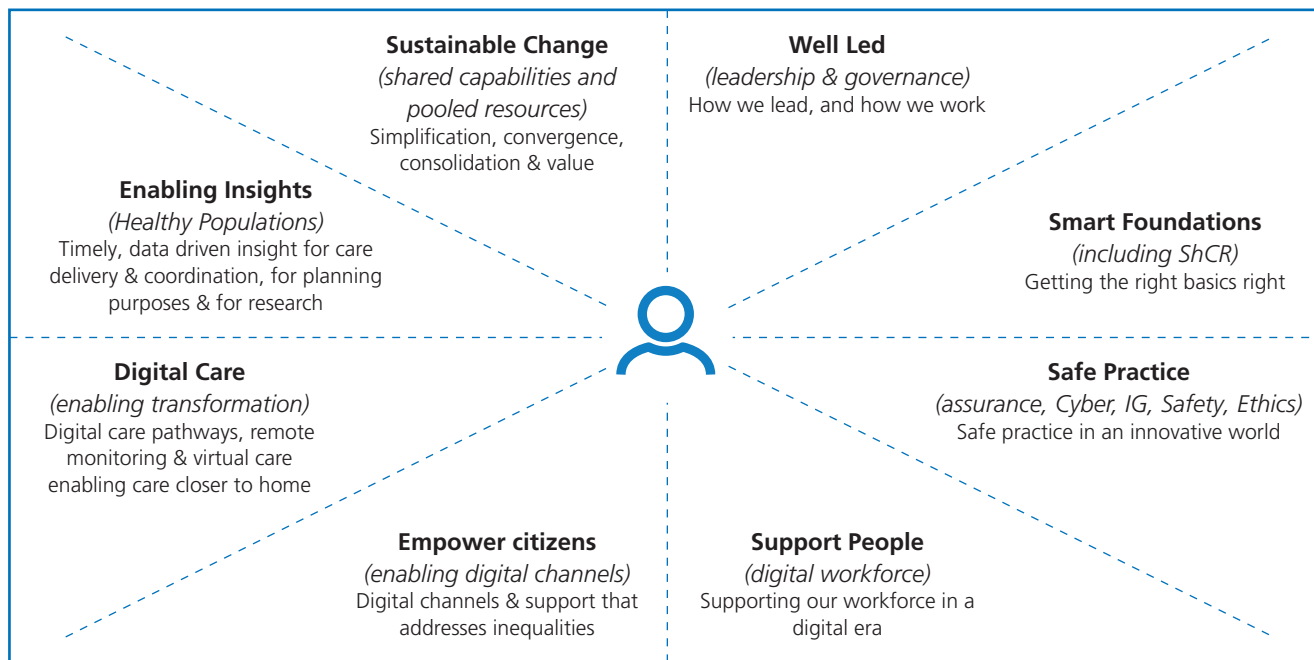 Sustainable Change
(shared capabilities and
pooled resources)
Simplification, convergence,
consolidation & value
Well Led
(leadership & governance)
How we lead, and how we work
Enabling Insights
(Healthy Populations)
Timely, data driven insight for care
delivery & coordination, for planning
purposes & for research
Smart Foundations
(including ShCR)
Getting the right basics right
Digital Care
(enabling transformation)
Digital care pathways, remote
monitoring & virtual care
enabling care closer to home
Safe Practice
(assurance, Cyber, IG, Safety, Ethics)
Safe practice in an innovative world
Empower citizens
(enabling digital channels)
Digital channels & support that
addresses inequalities
Support People
(digital workforce)
Supporting our workforce in a
digital era